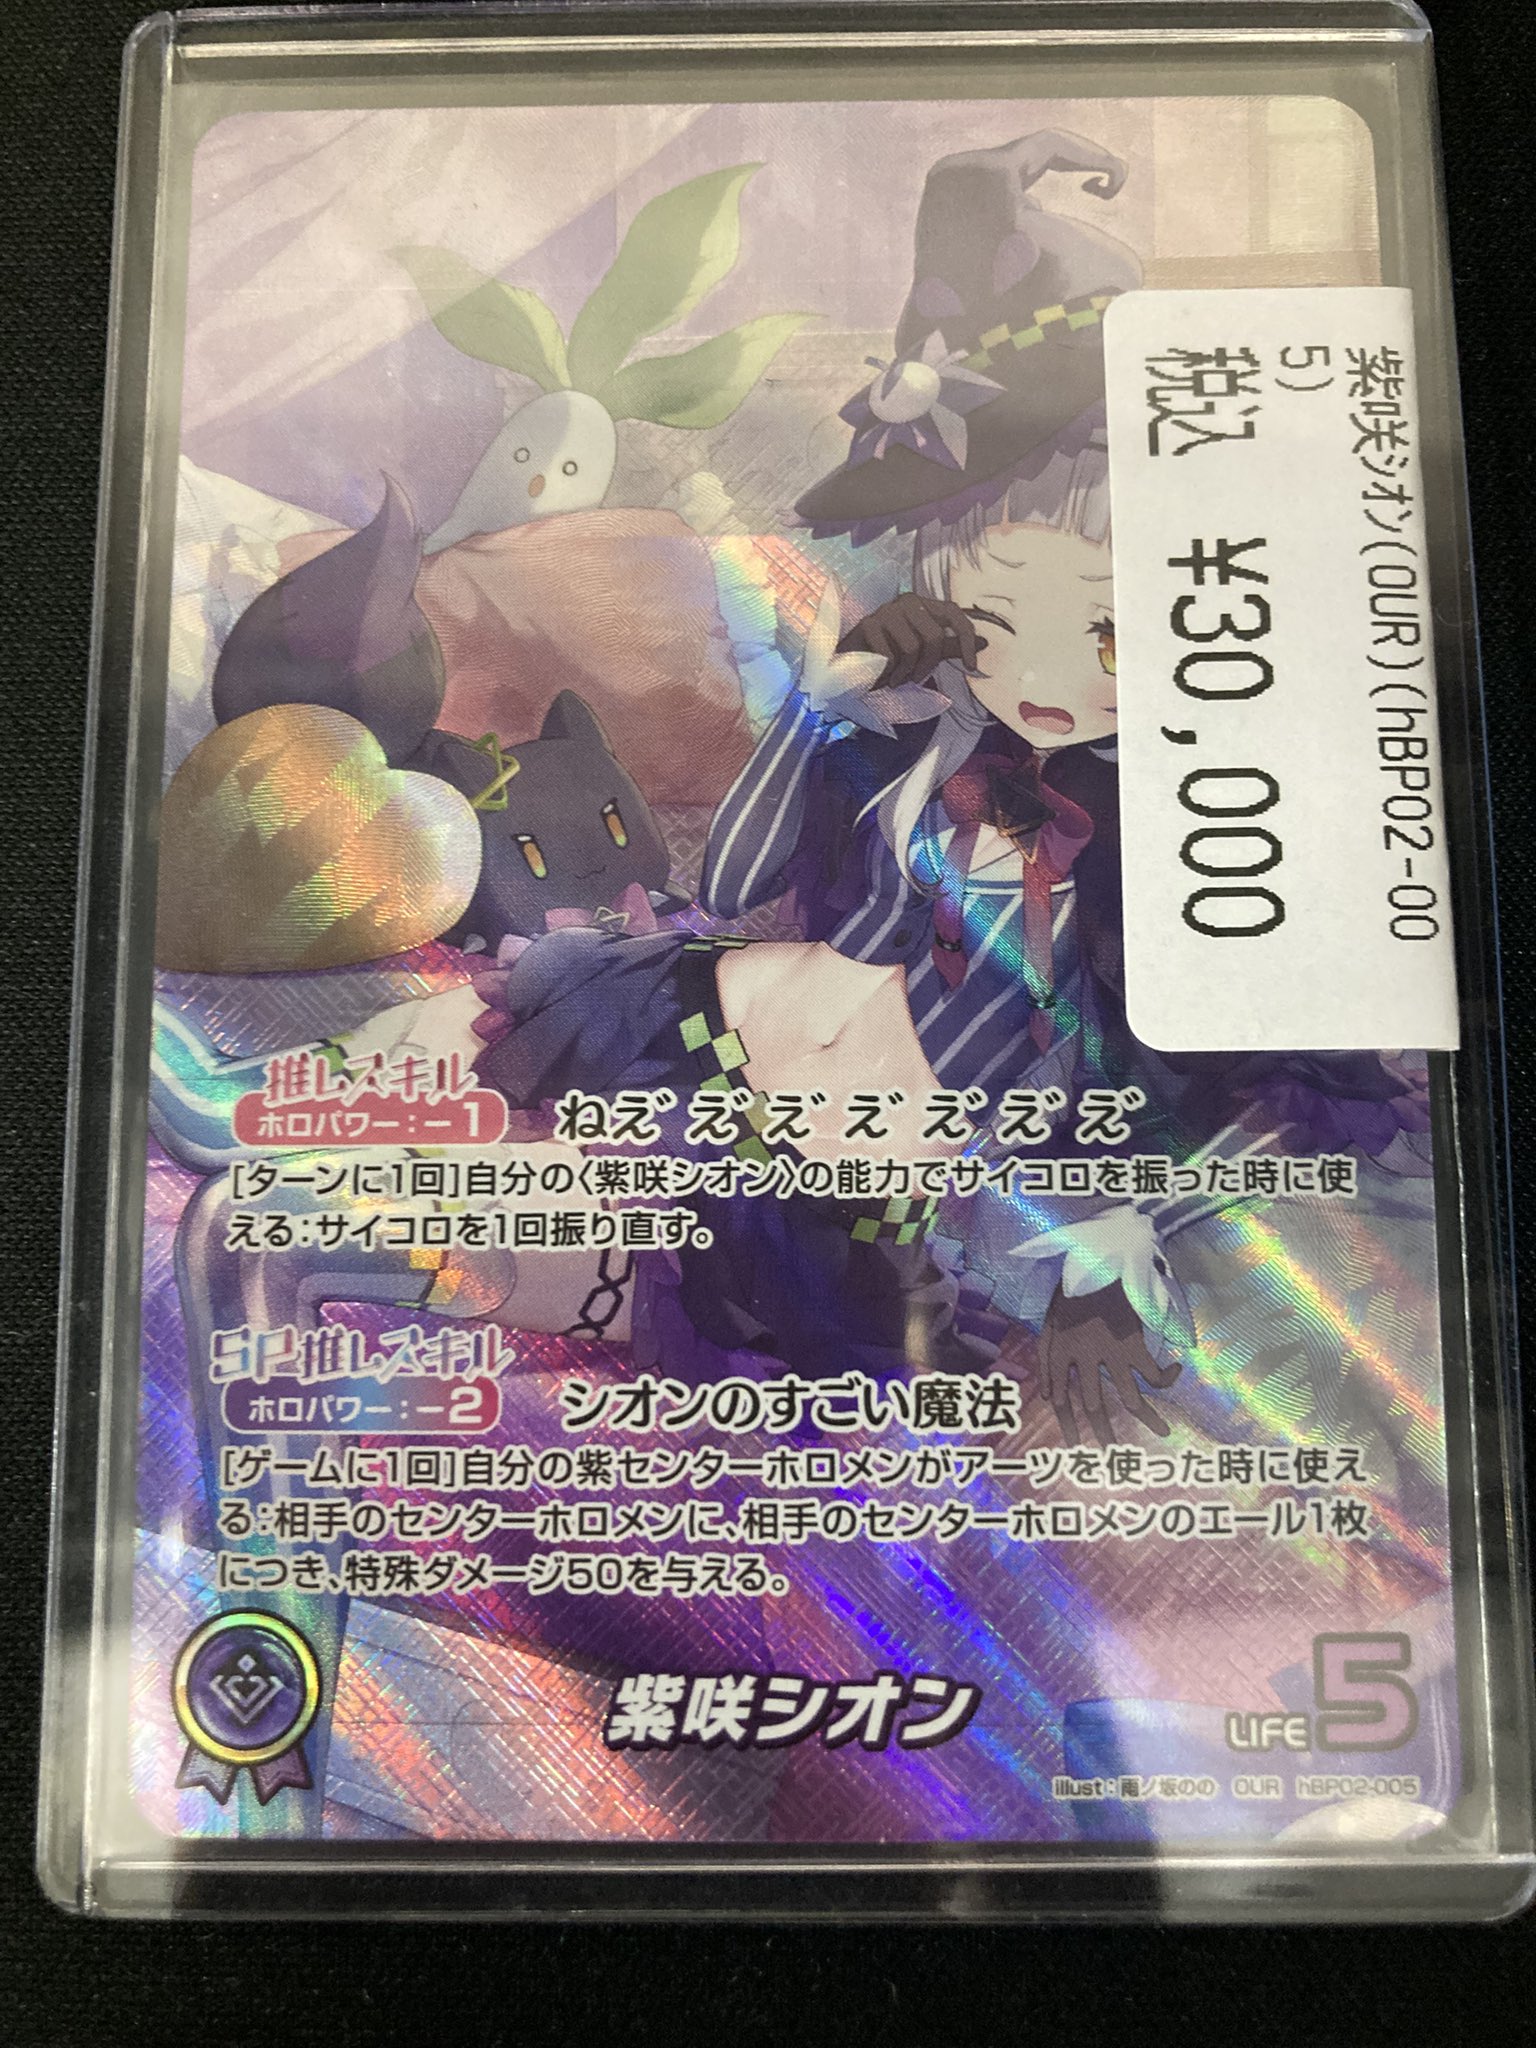 紫咲シオン(OUR)(hBP02-00
5)
税込 ¥30,000
推しスキル
ホロパワー:-1
ねえ゛え゛え゛え゛え゛え゛え゛
[ターンに1回]自分の〈紫咲シオン〉の能力でサイコロを振った時に使
える:サイコロを1回振り直す。
SP推しスキル
ホロパワー:-2
シオンのすごい魔法
[ゲームに1回]自分の紫センターホロメンがアーツを使った時に使え
る:相手のセンターホロメンに、相手のセンターホロメンのエール1枚
につき、特殊ダメージ50を与える。
紫咲シオン
LIFE 5
illust:雨ノ坂のの OUR hBP02-005